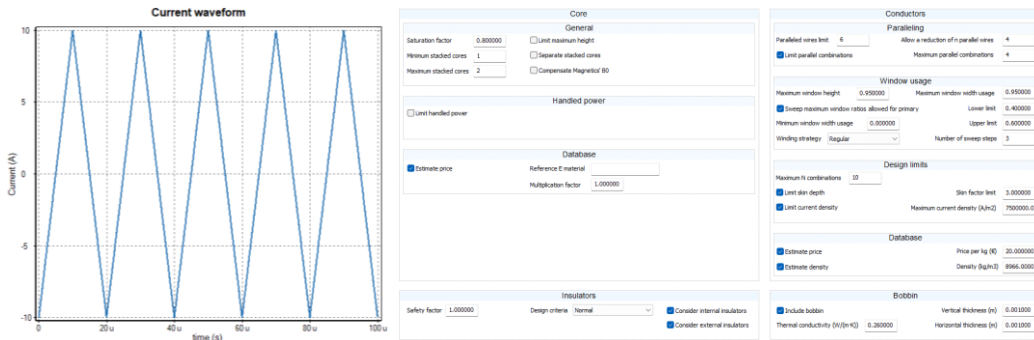 Current waveform
Current (A)
10
5
0
-5
-10
0 20 u 40 u 60 u 80 u 100 u
time (s)
Core
General
Saturation factor 0.800000 Limit maximum height
Minimum stacked cores 1 Separate stacked cores
Maximum stacked cores 2 Compensate Magnetics' B0
Handled power
Limit handled power
Database
Estimate price Reference E material
Multiplication factor 1.000000
Insulators
Safety factor 1.000000 Design criteria Normal Consider internal insulators
Consider external insulators
Conductors
Paralleling
Paralleled wires limit 6 Allow a reduction of n parallel wires 4
Limit parallel combinations Maximum parallel combinations 4
Window usage
Maximum window height 0.950000 Maximum window width usage 0.950000
Sweep maximum window ratios allowed for primary Lower limit 0.400000
Minimum window width usage 0.000000 Upper limit 0.600000
Winding strategy Regular Number of sweep steps 3
Design limits
Maximum N combinations 10
Limit skin depth Skin factor limit 3.000000
Limit current density Maximum current density (A/m2) 7500000.0
Database
Estimate price Price per kg (€) 20.000000
Estimate density Density (kg/m3) 8966.0000
Bobbin
Include bobbin Vertical thickness (m) 0.001000
Thermal conductivity (W/(m·K)) 0.260000 Horizontal thickness (m) 0.001000